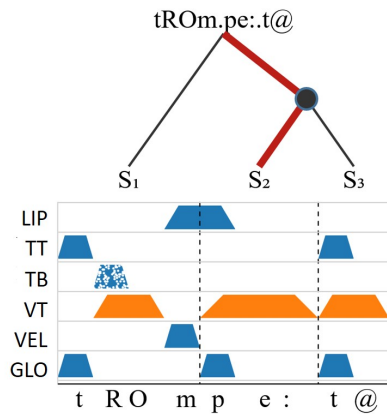 tROm.pe:.t@
S₁ S₂ S₃
LIP
TT
TB
VT
VEL
GLO
t R O m p e : t @